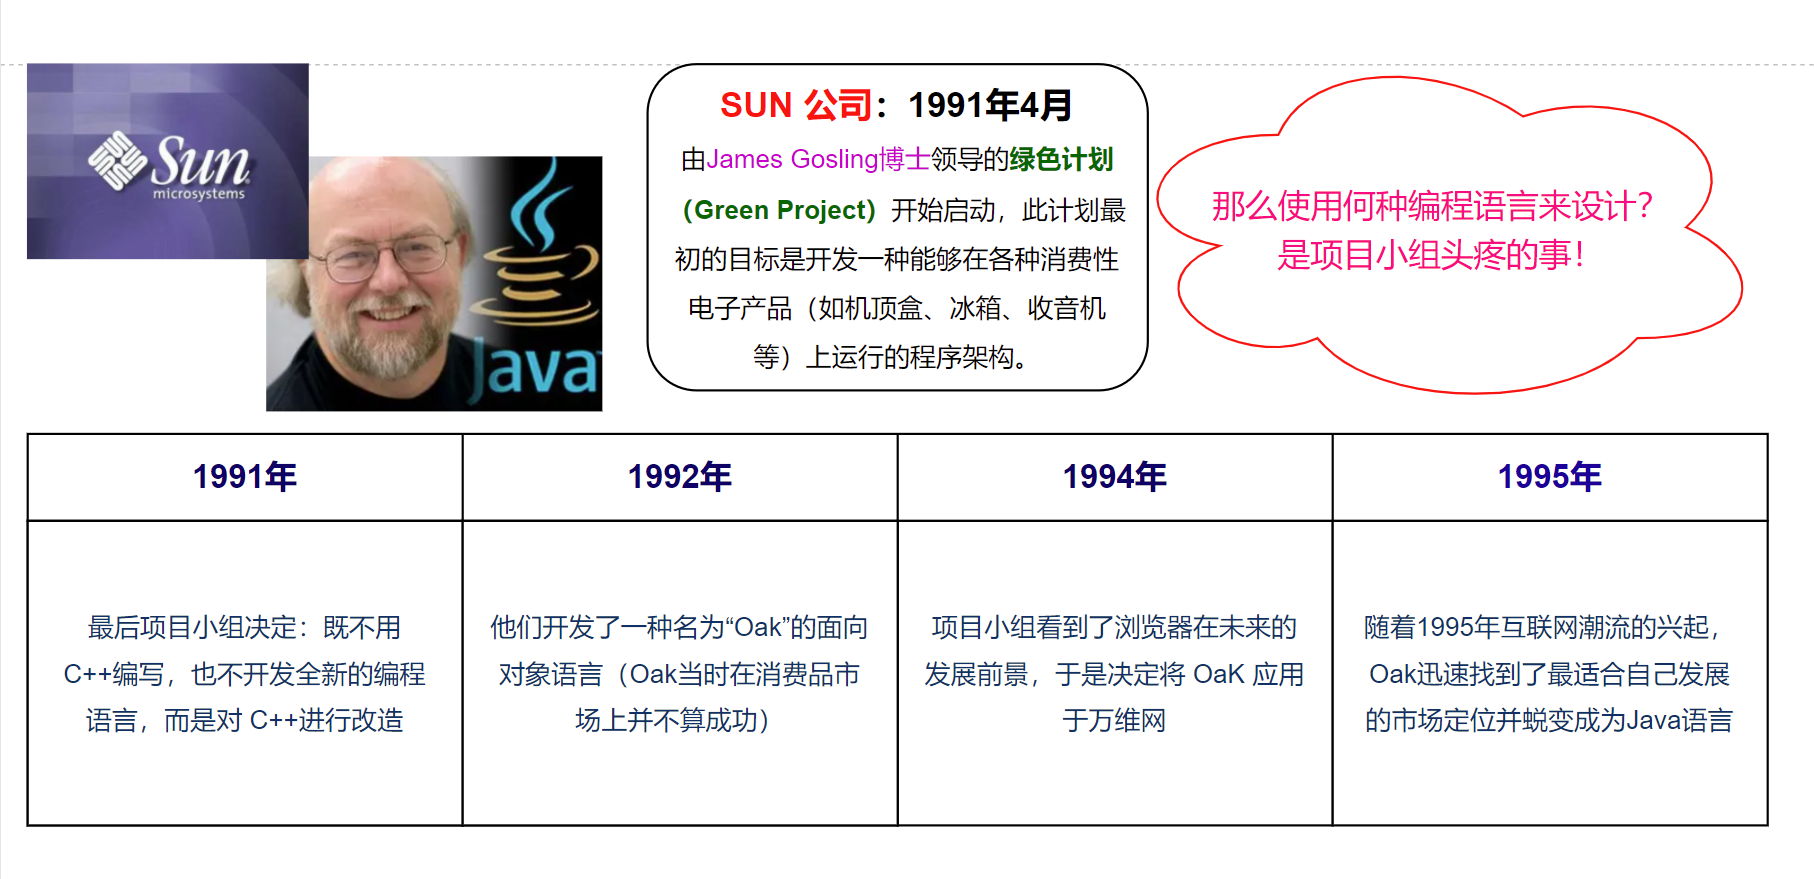 Sun
microsystems
Java
SUN 公司：1991年4月
由James Gosling博士领导的绿色计划
（Green Project）开始启动，此计划最
初的目标是开发一种能够在各种消费性
电子产品（如机顶盒、冰箱、收音机
等）上运行的程序架构。
那么使用何种编程语言来设计？
是项目小组头疼的事！
1991年
1992年
1994年
1995年
最后项目小组决定：既不用
C++编写，也不开发全新的编程
语言，而是对 C++进行改造
他们开发了一种名为“Oak”的面向
对象语言（Oak当时在消费品市
场上并不算成功）
项目小组看到了浏览器在未来的
发展前景，于是决定将 OaK 应用
于万维网
随着1995年互联网潮流的兴起，
Oak迅速找到了最适合自己发展
的市场定位并蜕变成为Java语言